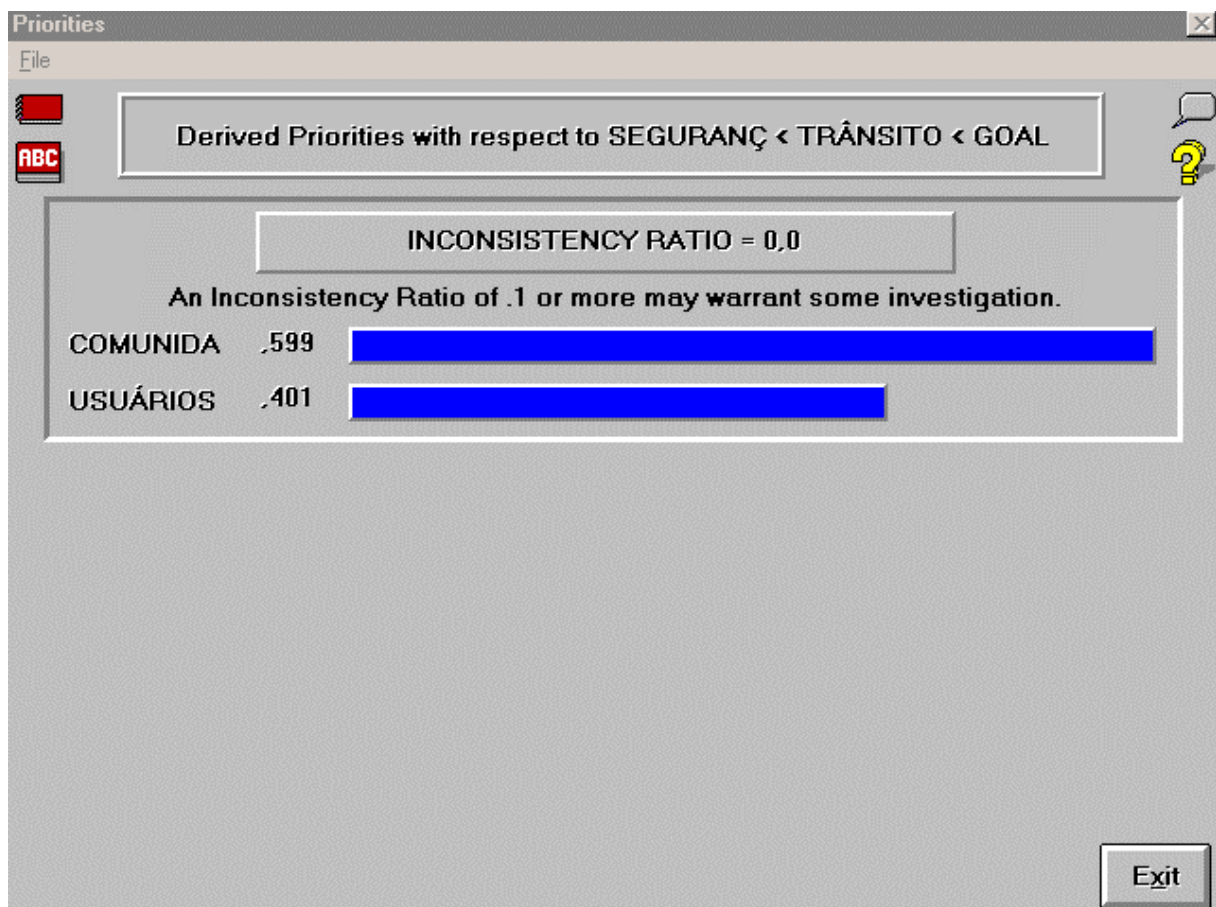 Priorities
File
ABC
Derived Priorities with respect to SEGURANÇ < TRÂNSITO < GOAL
INCONSISTENCY RATIO = 0,0
An Inconsistency Ratio of .1 or more may warrant some investigation.
COMUNIDA ,599
USUÁRIOS ,401
Exit